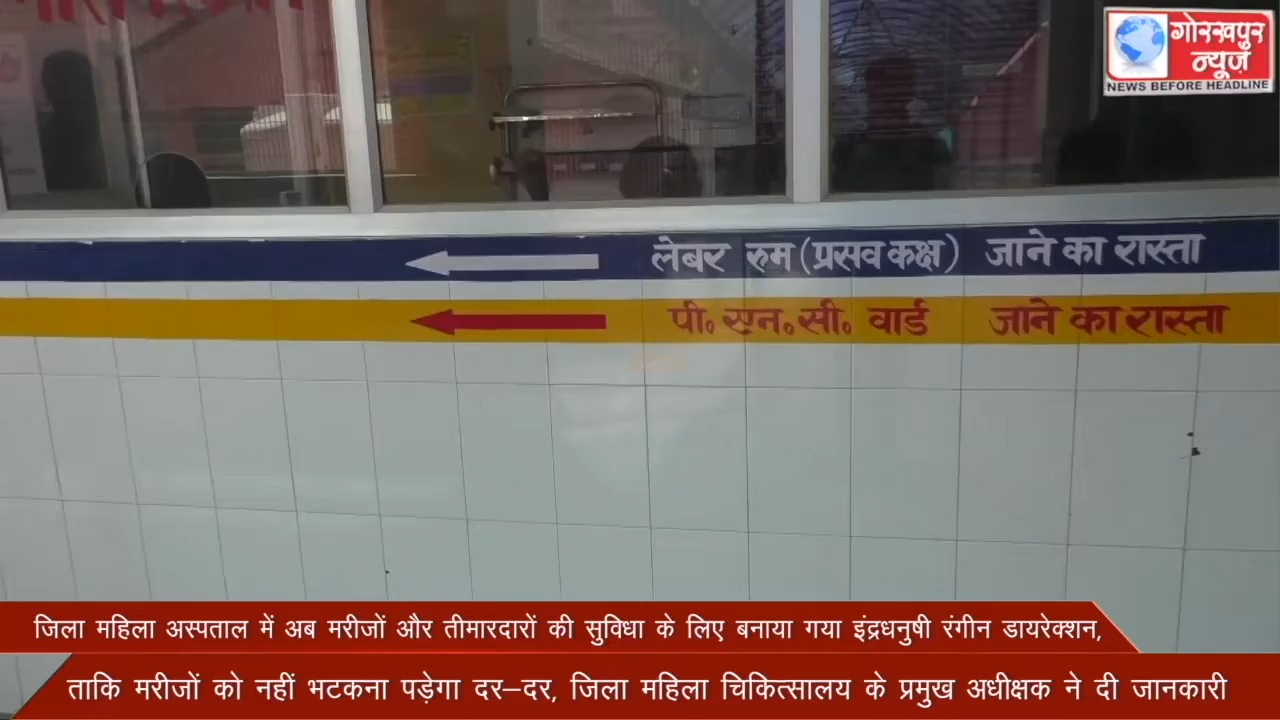 गोरखपुर
न्यूज़
NEWS BEFORE HEADLINE
लेबर रुम (प्रसव कक्ष) जाने का रास्ता
पी० एन०सी० वार्ड जाने का रास्ता
जिला महिला अस्पताल में अब मरीजों और तीमारदारों की सुविधा के लिए बनाया गया इंद्रधनुषी रंगीन डायरेक्शन,
ताकि मरीजों को नहीं भटकना पड़ेगा दर–दर, जिला महिला चिकित्सालय के प्रमुख अधीक्षक ने दी जानकारी